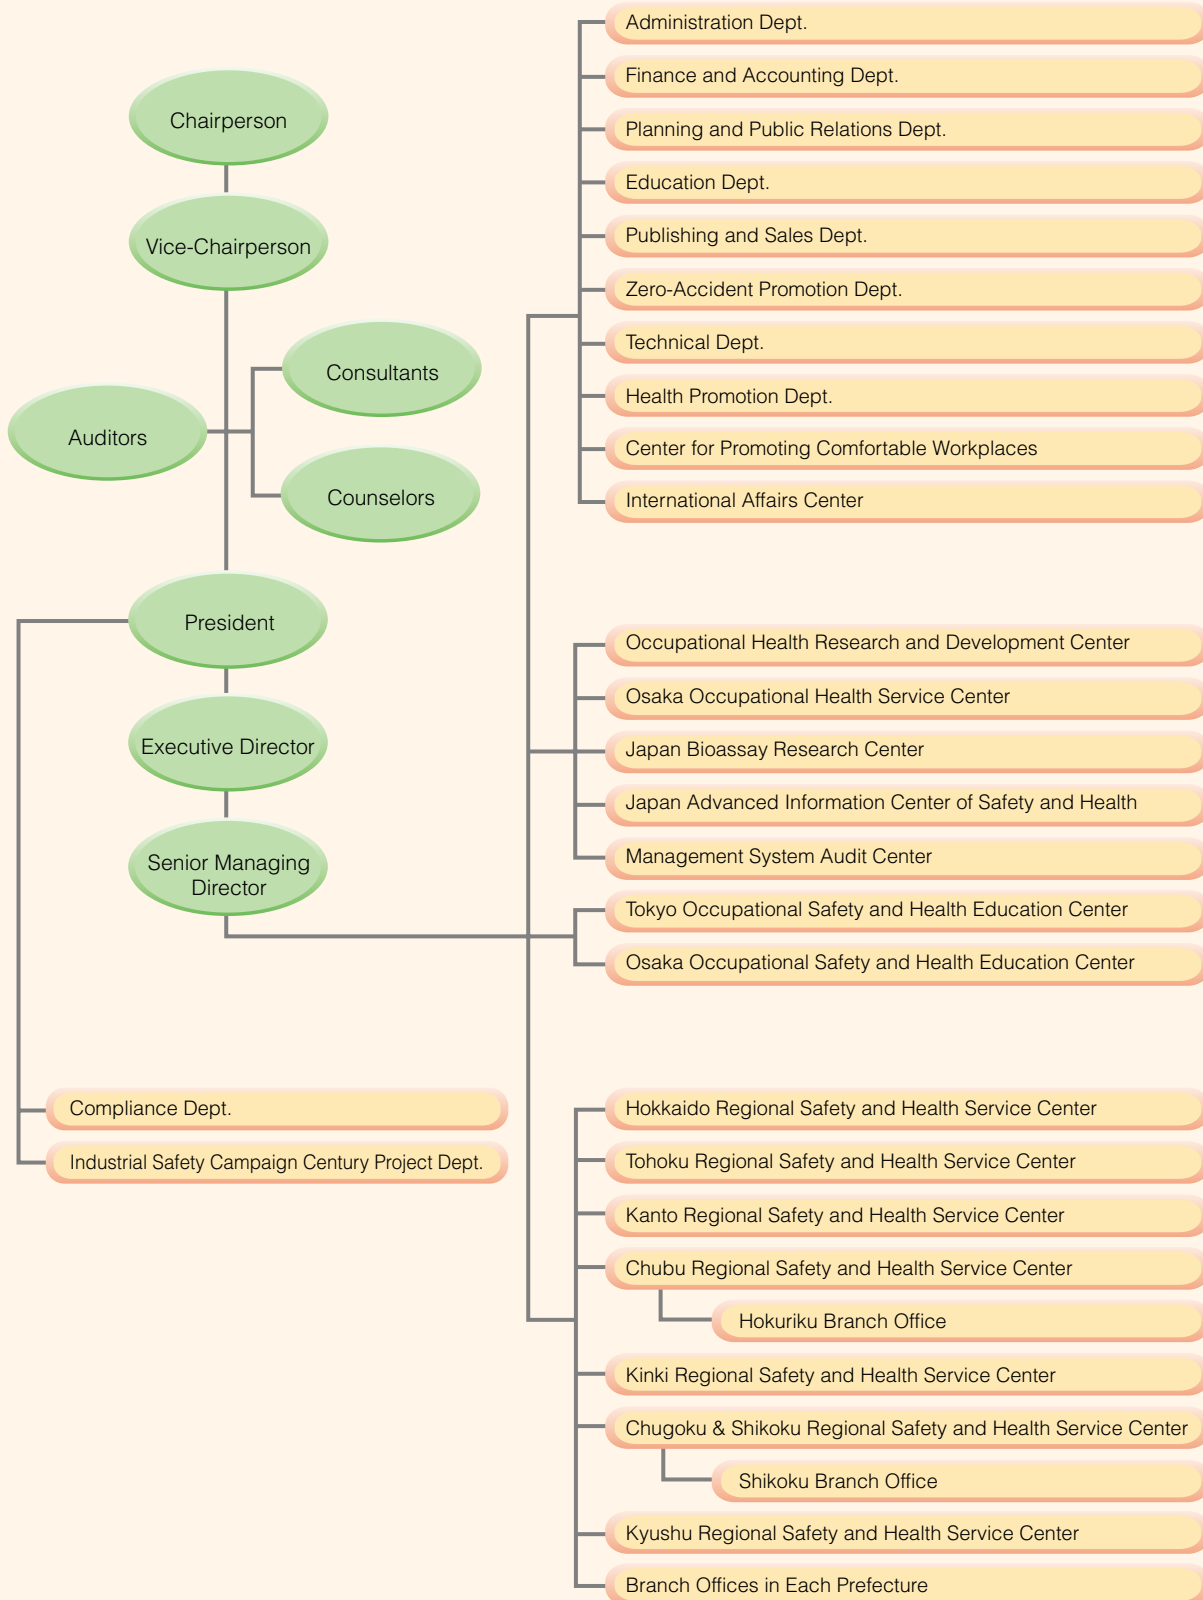 Chairperson
Vice-Chairperson
Consultants
Auditors
Counselors
President
Executive Director
Senior Managing
Director
Compliance Dept.
Industrial Safety Campaign Century Project Dept.
Administration Dept.
Finance and Accounting Dept.
Planning and Public Relations Dept.
Education Dept.
Publishing and Sales Dept.
Zero-Accident Promotion Dept.
Technical Dept.
Health Promotion Dept.
Center for Promoting Comfortable Workplaces
International Affairs Center
Occupational Health Research and Development Center
Osaka Occupational Health Service Center
Japan Bioassay Research Center
Japan Advanced Information Center of Safety and Health
Management System Audit Center
Tokyo Occupational Safety and Health Education Center
Osaka Occupational Safety and Health Education Center
Hokkaido Regional Safety and Health Service Center
Tohoku Regional Safety and Health Service Center
Kanto Regional Safety and Health Service Center
Chubu Regional Safety and Health Service Center
Hokuriku Branch Office
Kinki Regional Safety and Health Service Center
Chugoku & Shikoku Regional Safety and Health Service Center
Shikoku Branch Office
Kyushu Regional Safety and Health Service Center
Branch Offices in Each Prefecture